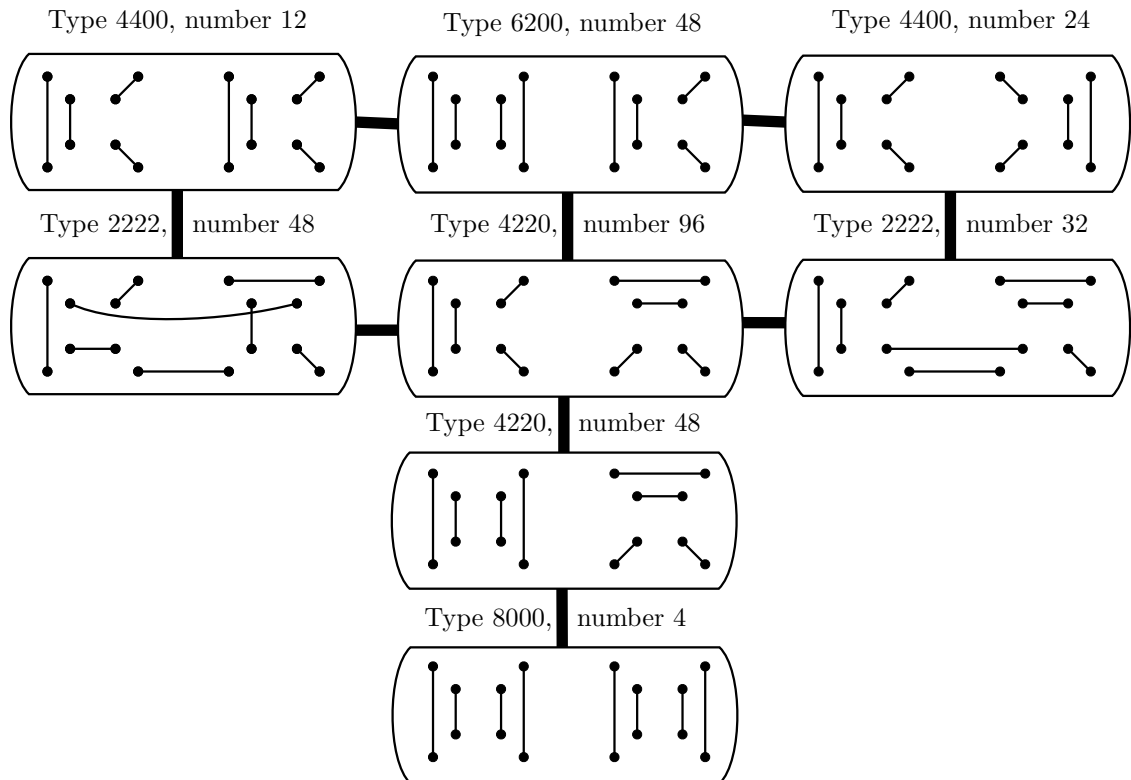 Type 4400, number 12
Type 6200, number 48
Type 4400, number 24
Type 2222, number 48
Type 4220, number 96
Type 2222, number 32
Type 4220, number 48
Type 8000, number 4